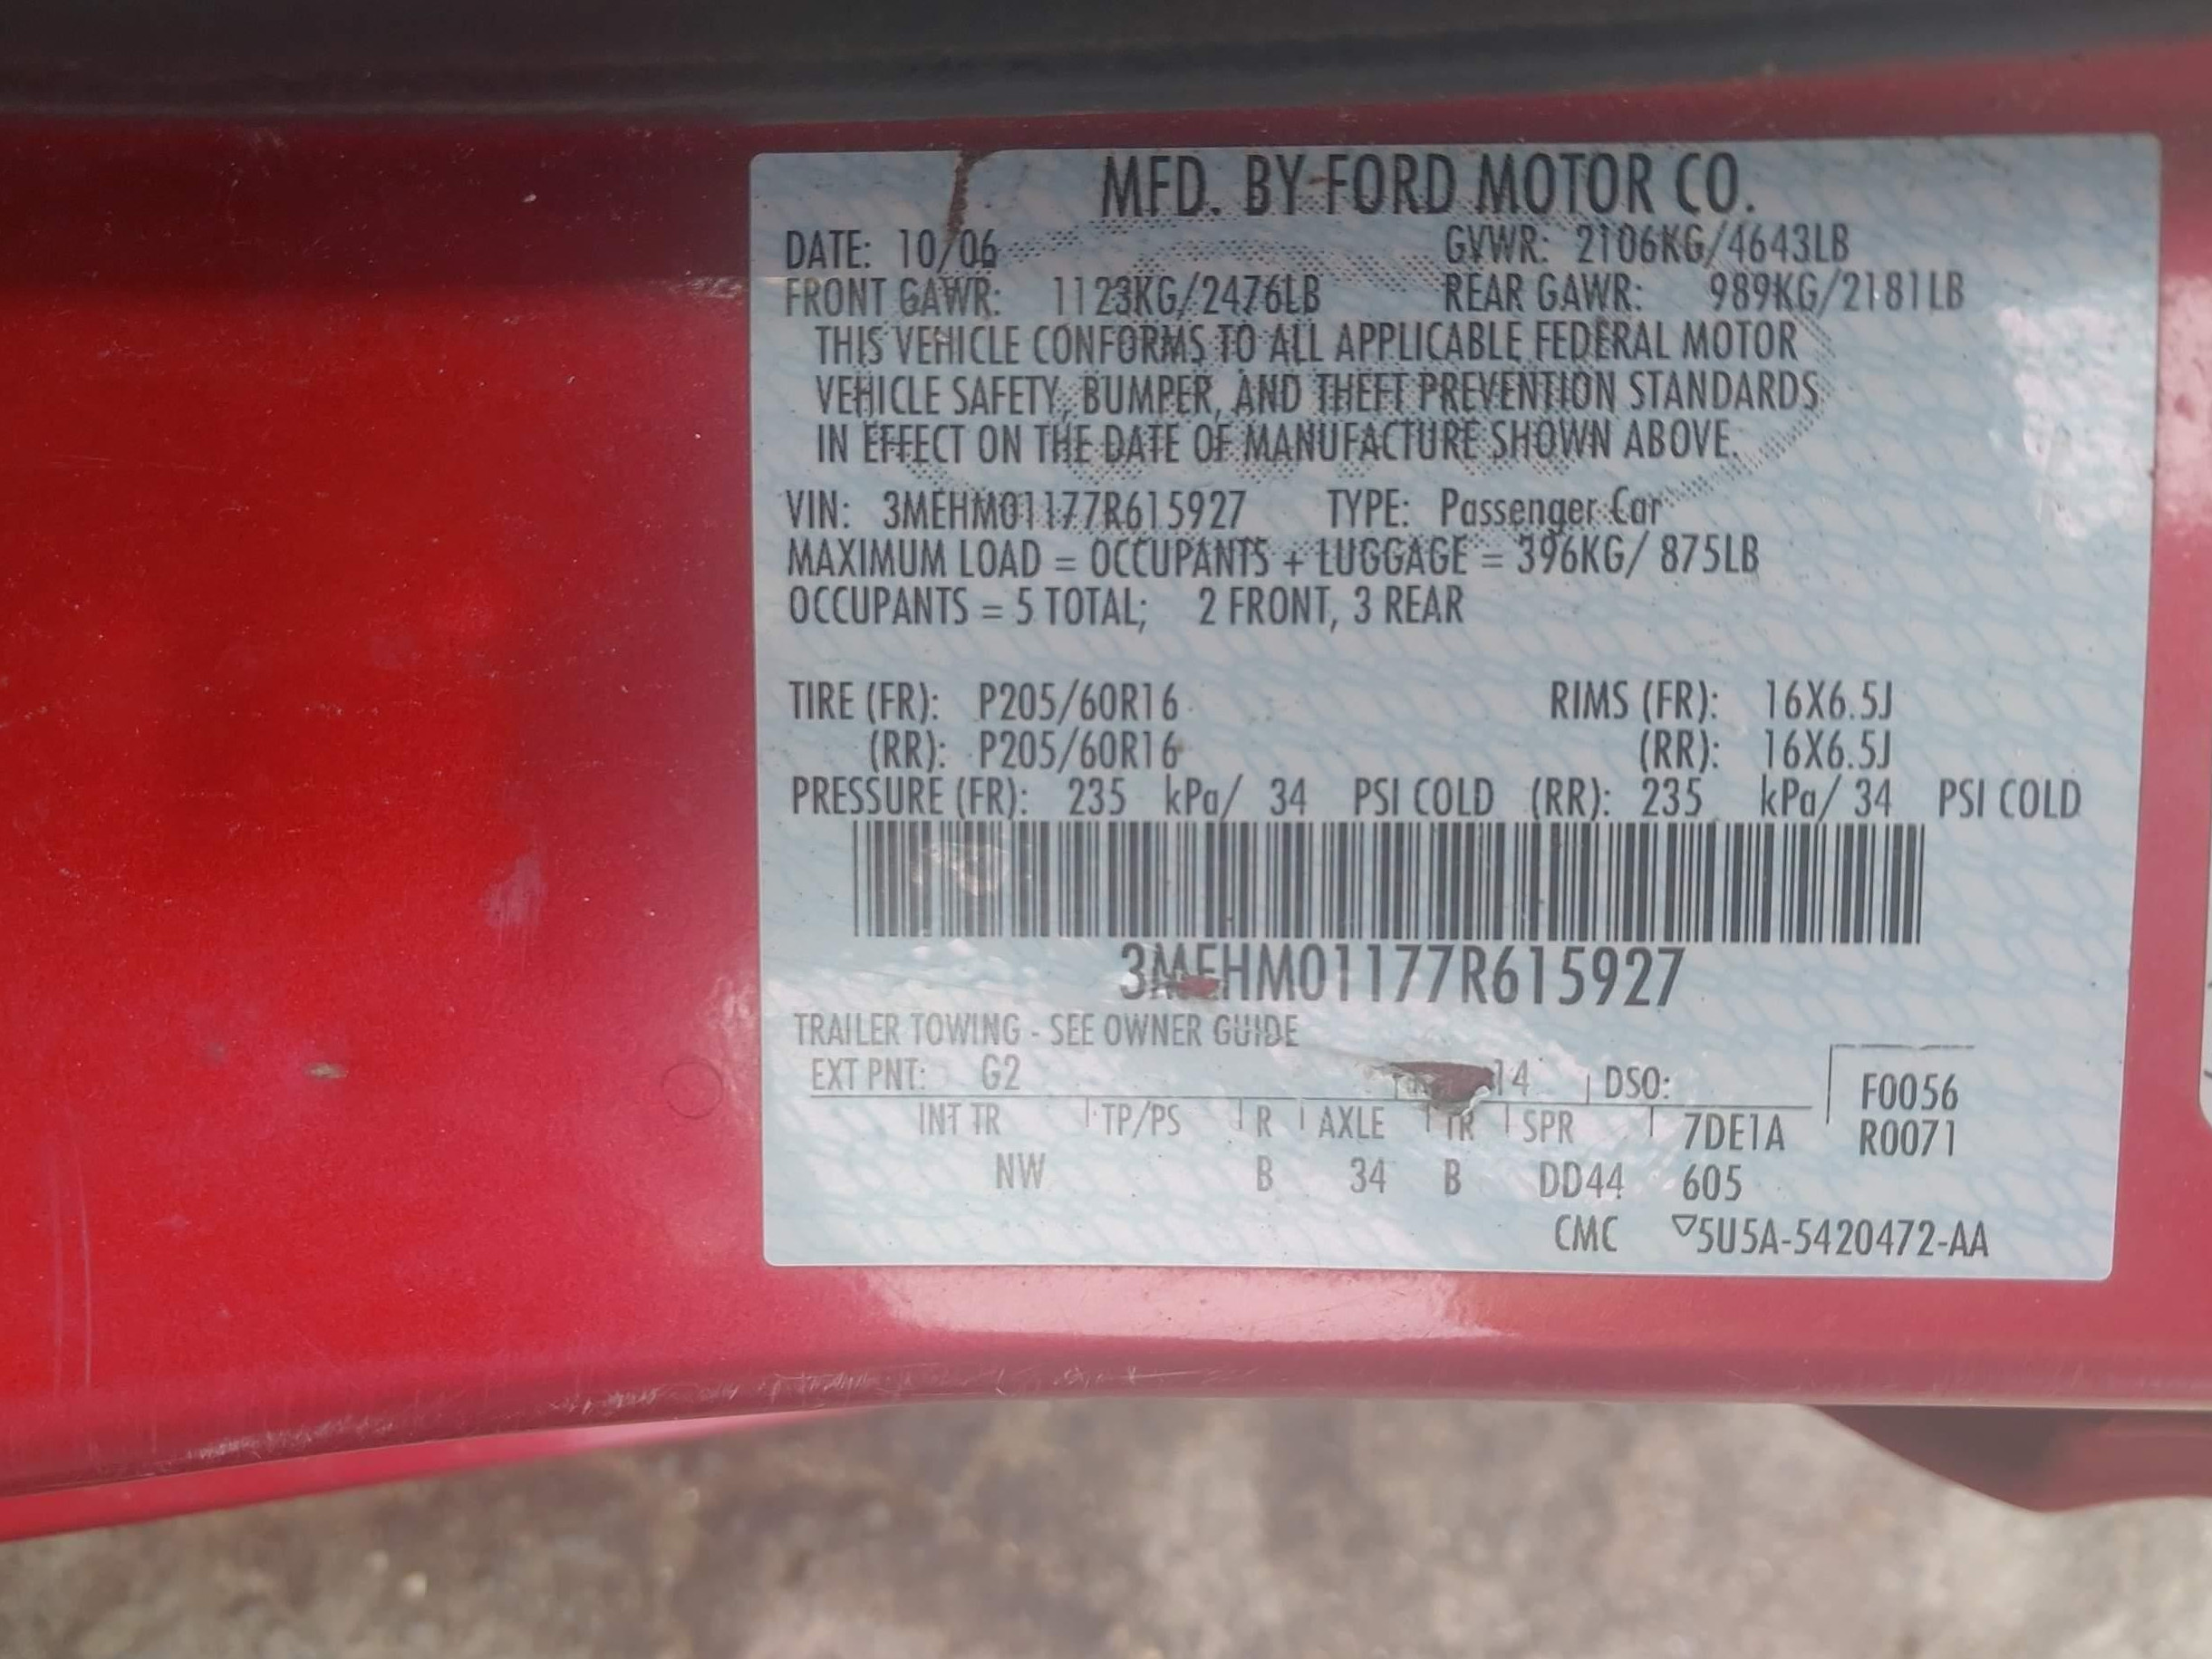 MFD. BY FORD MOTOR CO.
DATE: 10/06 GVWR: 2106KG/4643LB
FRONT GAWR: 1123KG/2476LB REAR GAWR: 989KG/2181LB
THIS VEHICLE CONFORMS TO ALL APPLICABLE FEDERAL MOTOR
VEHICLE SAFETY, BUMPER, AND THEFT PREVENTION STANDARDS
IN EFFECT ON THE DATE OF MANUFACTURE SHOWN ABOVE.
VIN: 3MEHM01177R615927 TYPE: Passenger Car
MAXIMUM LOAD = OCCUPANTS + LUGGAGE = 396KG/ 875LB
OCCUPANTS = 5 TOTAL; 2 FRONT, 3 REAR
TIRE (FR): P205/60R16 RIMS (FR): 16X6.5J
(RR): P205/60R16 (RR): 16X6.5J
PRESSURE (FR): 235 kPa/ 34 PSI COLD (RR): 235 kPa/ 34 PSI COLD
3MEHM01177R615927
TRAILER TOWING - SEE OWNER GUIDE
EXT PNT: G2 14 DSO: F0056
INT TR TP/PS R AXLE TR SPR 7DE1A R0071
NW B 34 B DD44 605
CMC ▽5U5A-5420472-AA